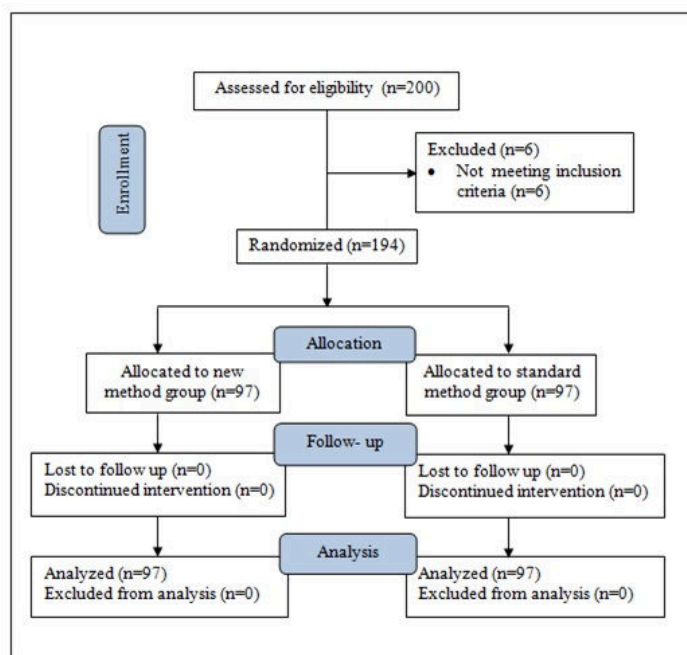 Assessed for eligibility (n=200)
Enrollment
Excluded (n=6)
• Not meeting inclusion
criteria (n=6)
Randomized (n=194)
Allocation
Allocated to new
method group (n=97)
Allocated to standard
method group (n=97)
Follow- up
Lost to follow up (n=0)
Discontinued intervention (n=0)
Lost to follow up (n=0)
Discontinued intervention (n=0)
Analysis
Analyzed (n=97)
Excluded from analysis (n=0)
Analyzed (n=97)
Excluded from analysis (n=0)